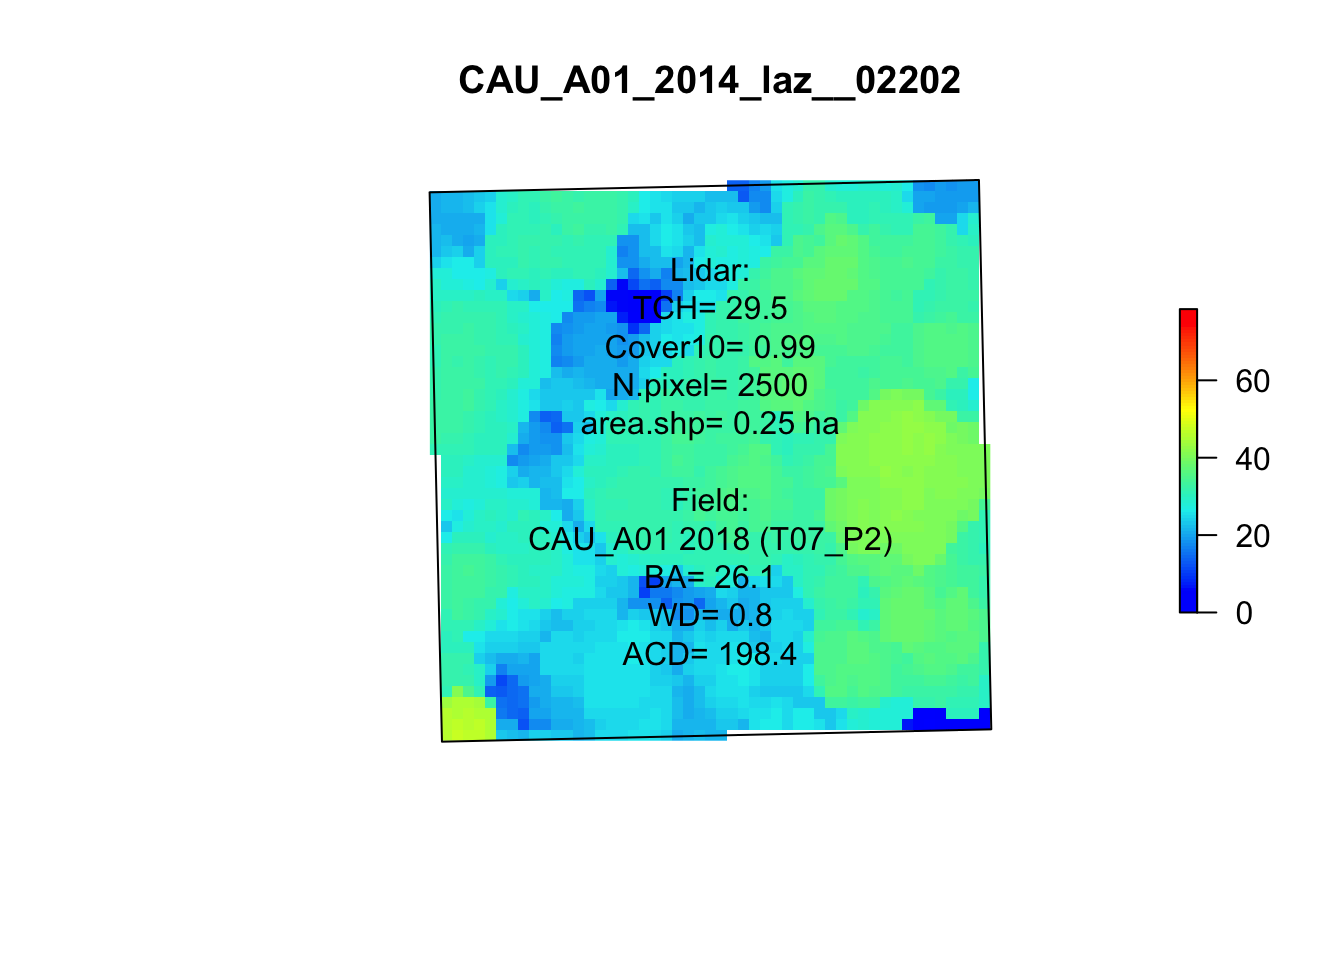 CAU_A01_2014_laz__02202
Lidar:
TCH= 29.5
Cover10= 0.99
N.pixel= 2500
area.shp= 0.25 ha
Field:
CAU_A01 2018 (T07_P2)
BA= 26.1
WD= 0.8
ACD= 198.4
60
40
20
0